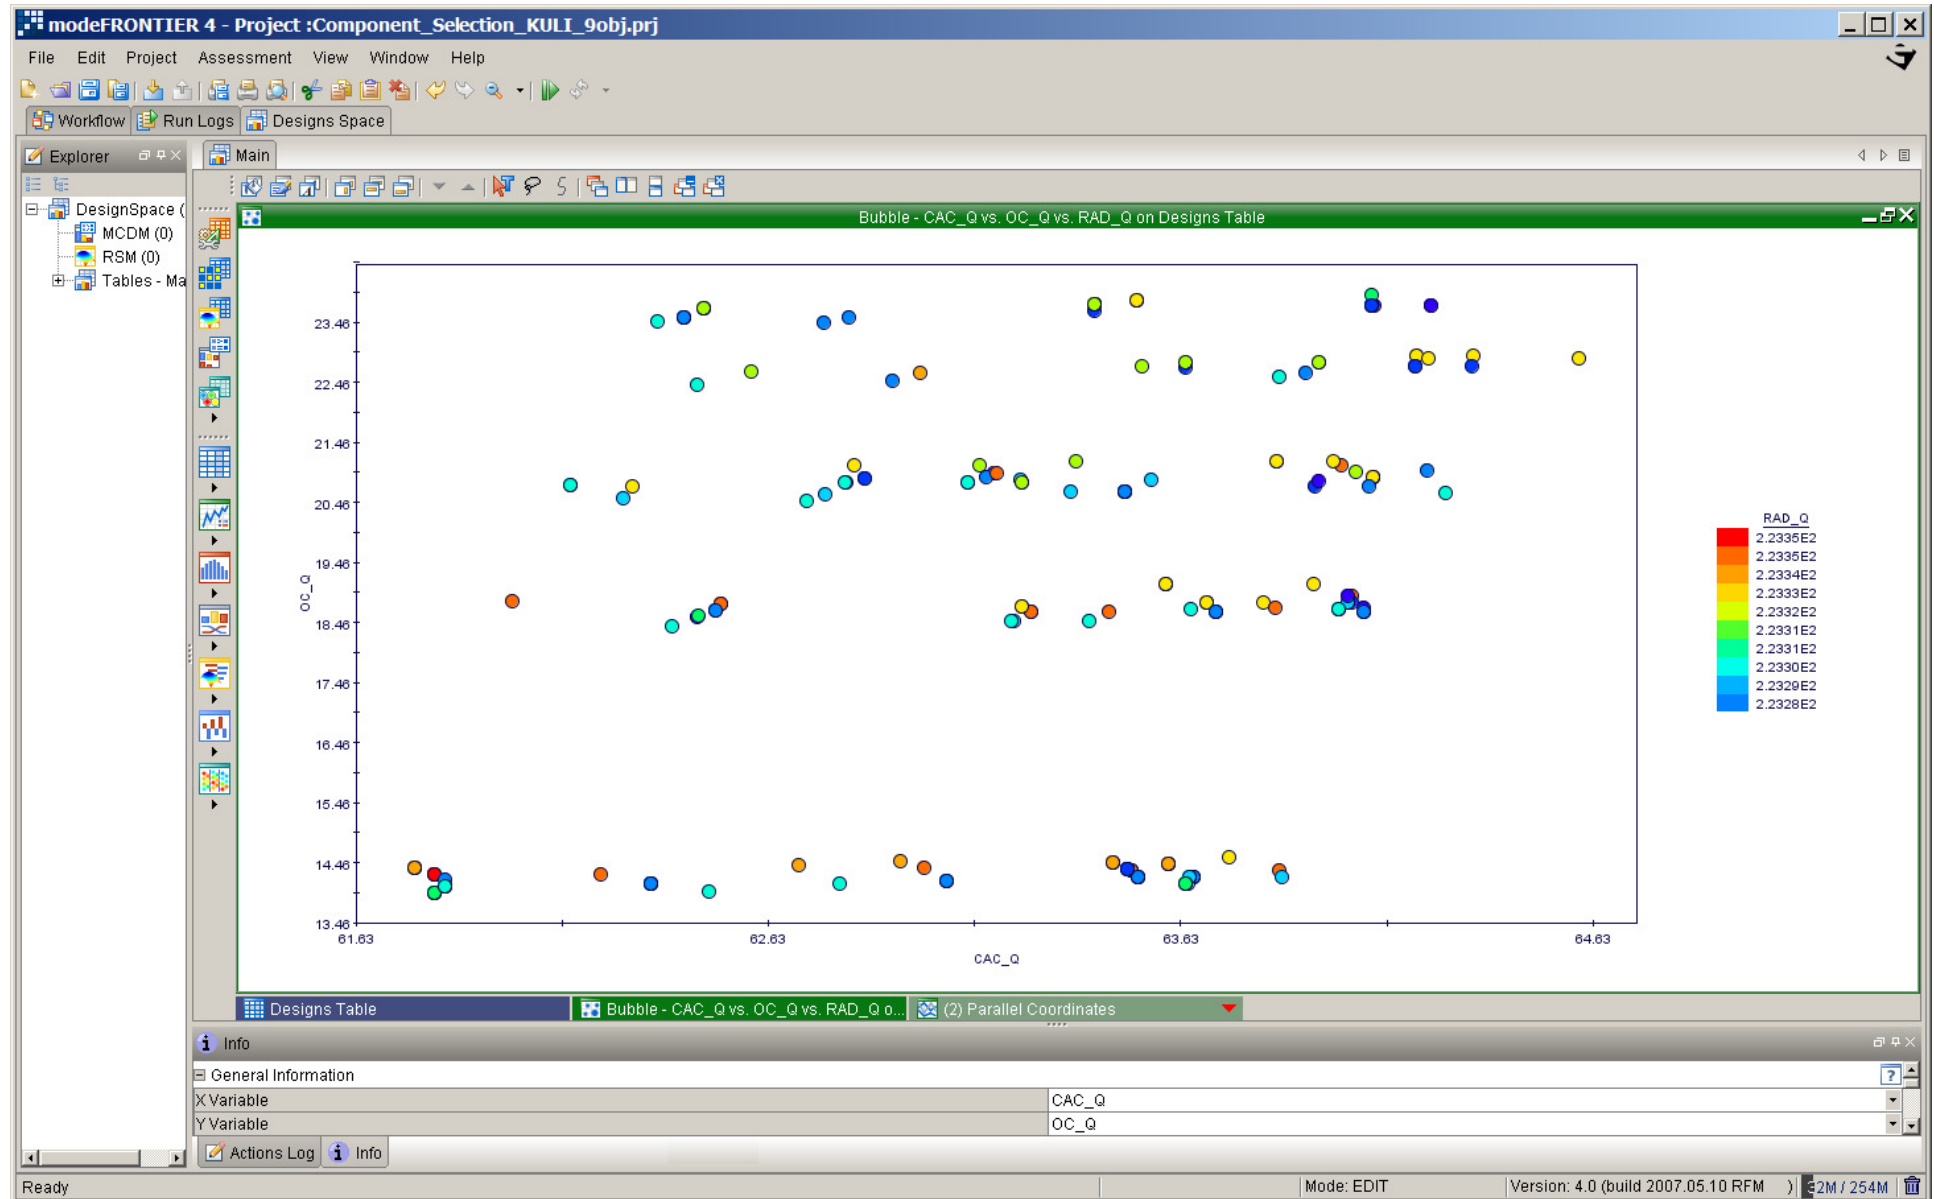 modeFRONTIER 4 - Project :Component_Selection_KULI_9obj.prj
File Edit Project Assessment View Window Help
Workflow Run Logs Designs Space
Explorer
Main
DesignSpace (
MCDM (0)
RSM (0)
Tables - Ma
Bubble - CAC_Q vs. OC_Q vs. RAD_Q on Designs Table
23.46
22.46
21.46
20.46
19.46
18.46
17.46
16.46
15.46
14.46
13.46
OC_Q
61.63 62.63 63.63 64.63
CAC_Q
RAD_Q
2.2335E2
2.2335E2
2.2334E2
2.2333E2
2.2332E2
2.2331E2
2.2331E2
2.2330E2
2.2329E2
2.2328E2
Designs Table
Bubble - CAC_Q vs. OC_Q vs. RAD_Q o...
(2) Parallel Coordinates
Info
General Information
X Variable CAC_Q
Y Variable OC_Q
Actions Log Info
Ready Mode: EDIT Version: 4.0 (build 2007.05.10 RFM ) 32M / 254M